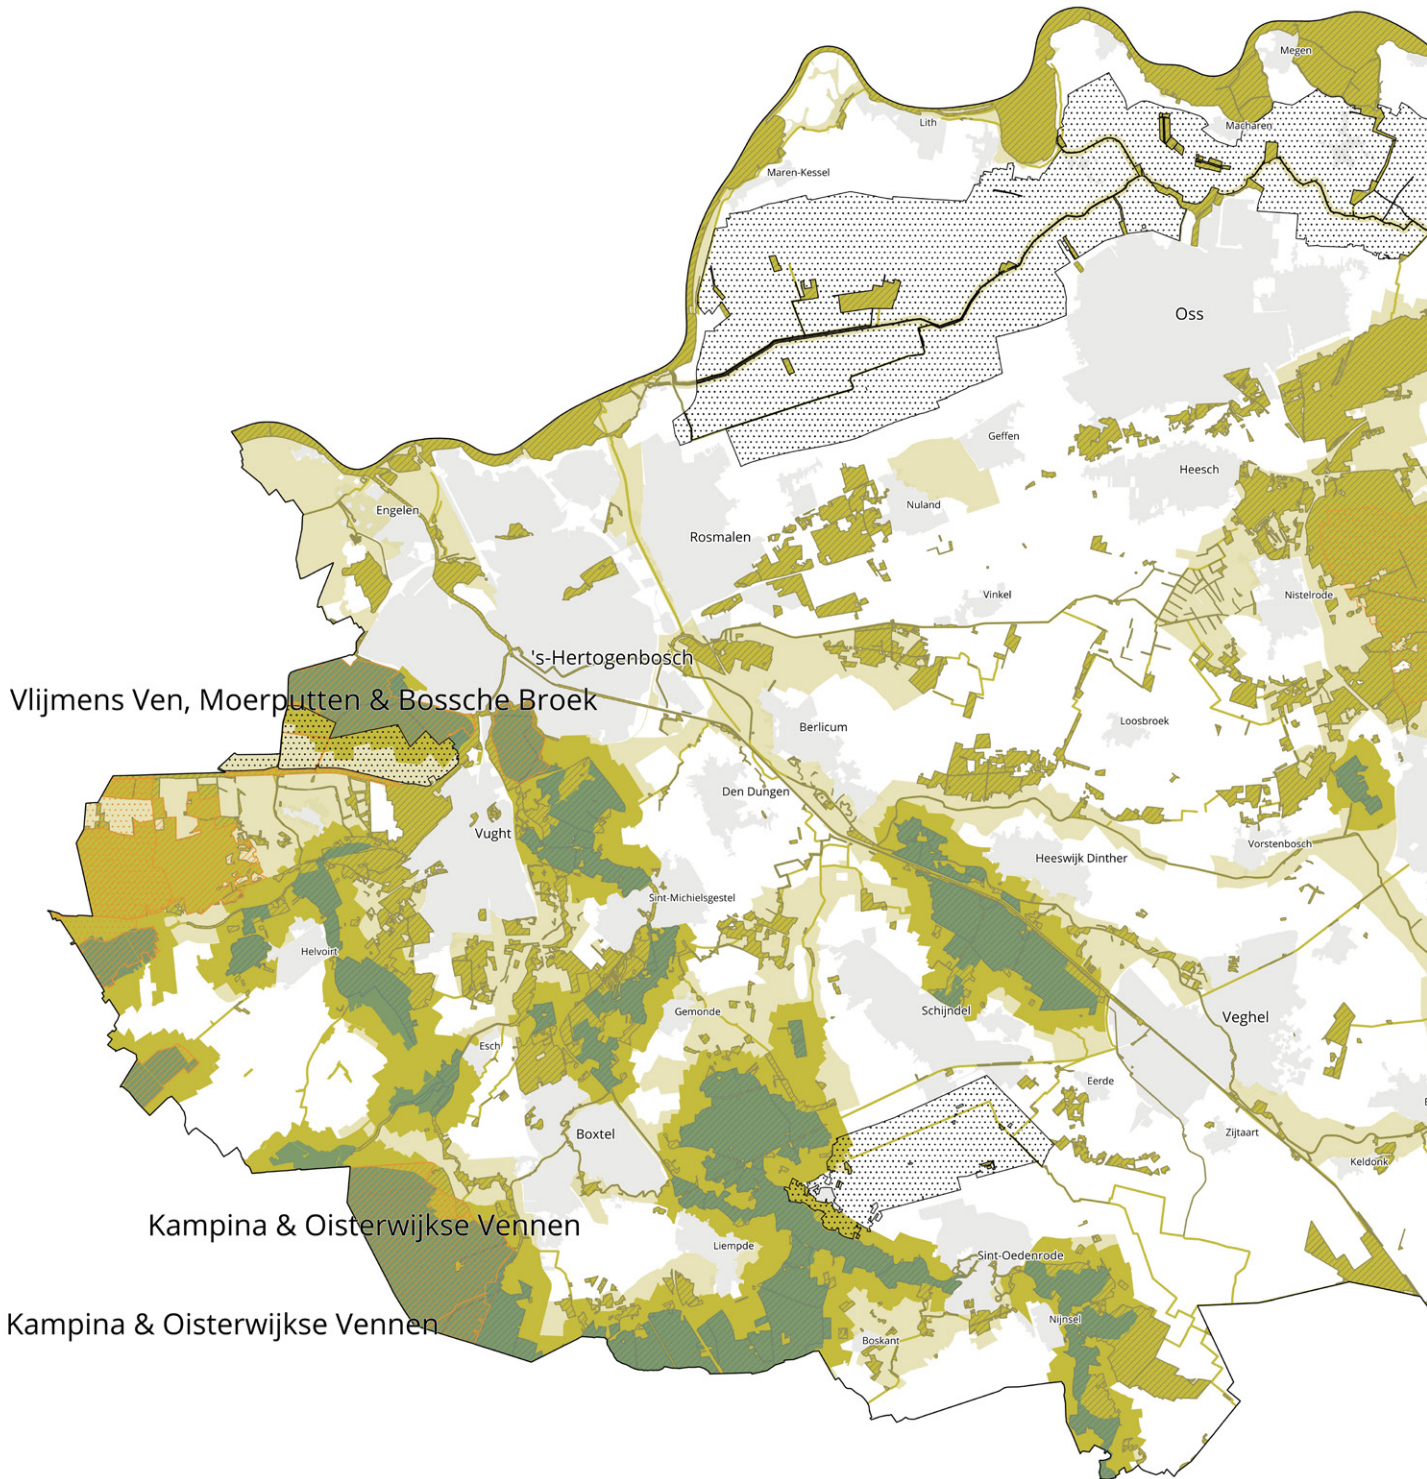 Megen
Lith
Macharen
Maren-Kessel
Oss
Geffen
Heesch
Nuland
Engelen
Rosmalen
Vinkel
Nistelrode
's-Hertogenbosch
Vlijmens Ven, Moerputten & Bossche Broek
Loosbroek
Berlicum
Den Dungen
Vught
Vorstenbosch
Heeswijk Dinther
Sint-Michielsgestel
Helvoirt
Schijndel
Gemonde
Veghel
Esch
Eerde
Boxtel
Zijtaart
Keldonk
Kampina & Oisterwijkse Vennen
Liempde
Sint-Oedenrode
Nijnsel
Kampina & Oisterwijkse Vennen
Boskant